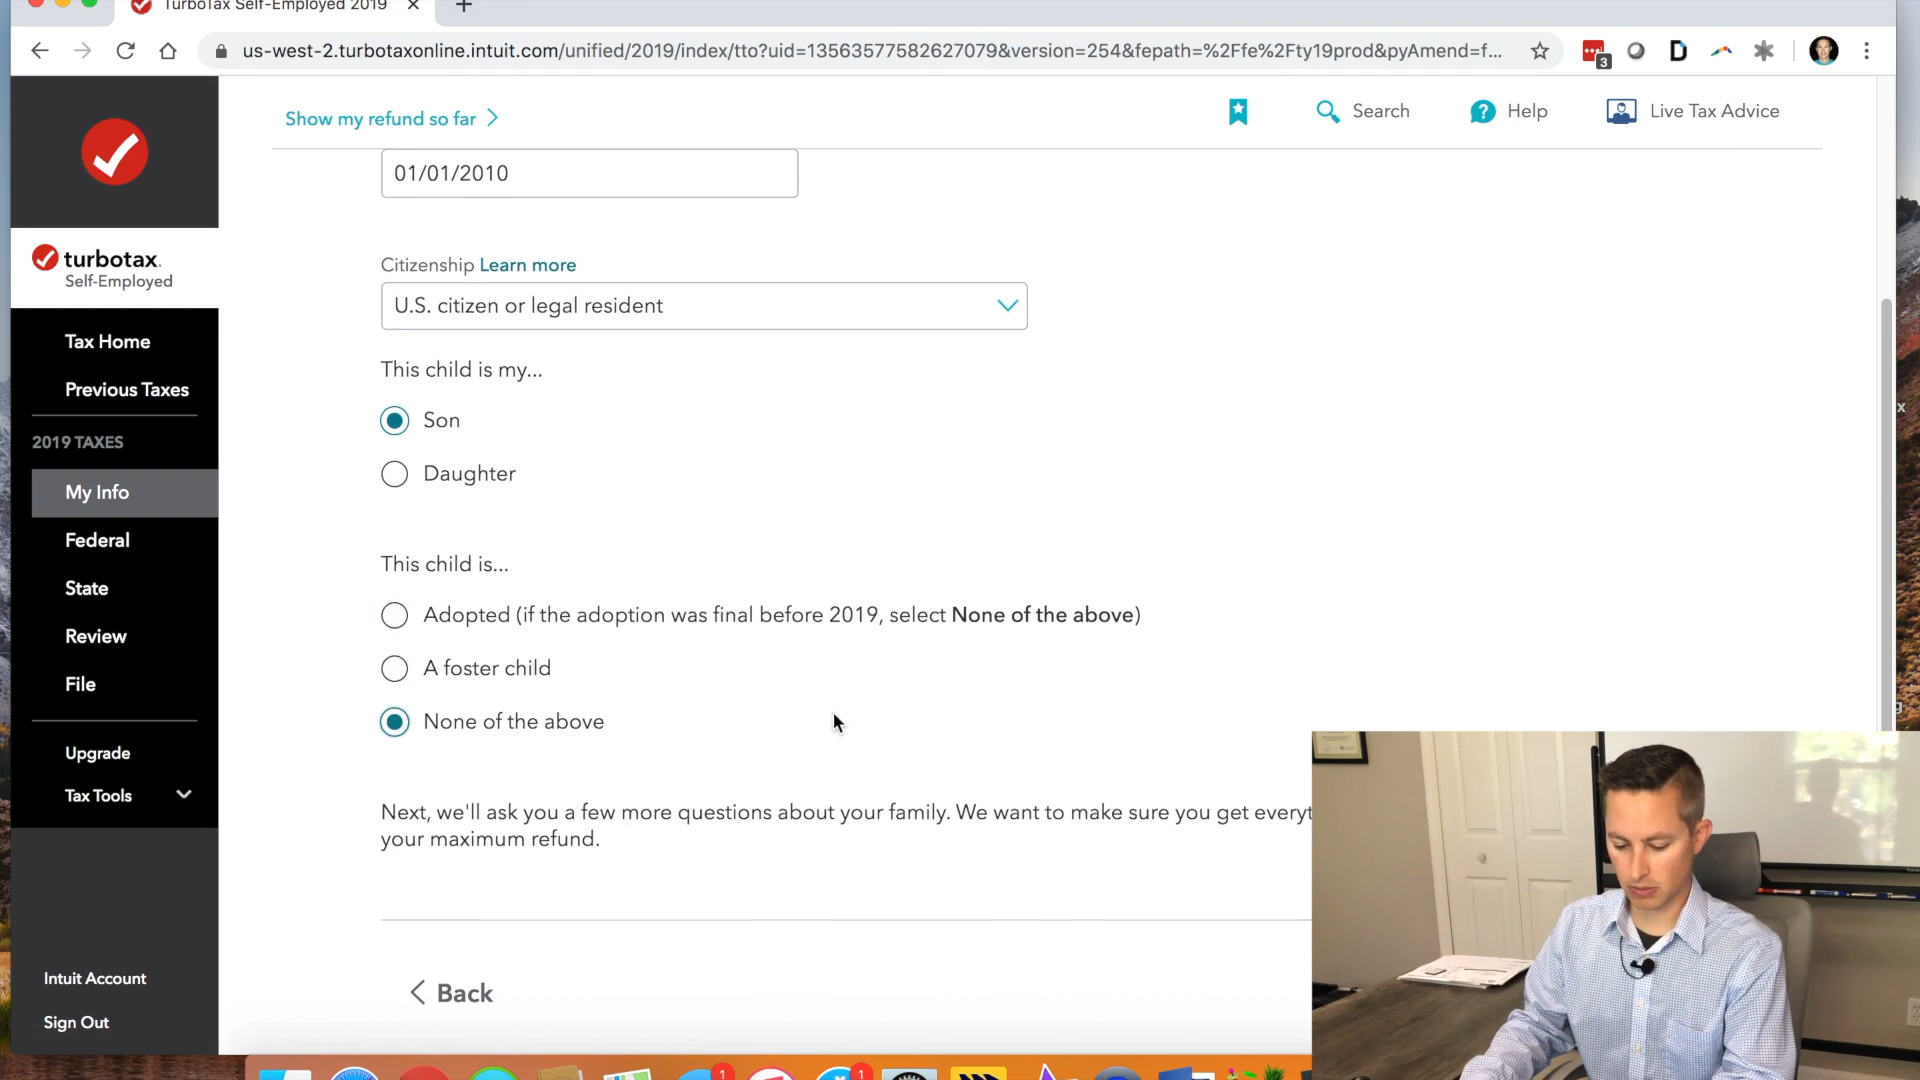 TurboTax Self-Employed 2019
us-west-2.turbotaxonline.intuit.com/unified/2019/index/tto?uid=13563577582627079&version=254&fepath=%2Ffe%2Fty19prod&pyAmend=f...
3
D
Show my refund so far
Search
Help
Live Tax Advice
01/01/2010
turbotax.
Self-Employed
Citizenship Learn more
U.S. citizen or legal resident
Tax Home
Previous Taxes
This child is my...
Son
2019 TAXES
Daughter
My Info
Federal
This child is...
State
Adopted (if the adoption was final before 2019, select None of the above)
Review
A foster child
File
None of the above
Upgrade
Tax Tools
Next, we'll ask you a few more questions about your family. We want to make sure you get everyt
your maximum refund.
Intuit Account
Back
Sign Out
1
1